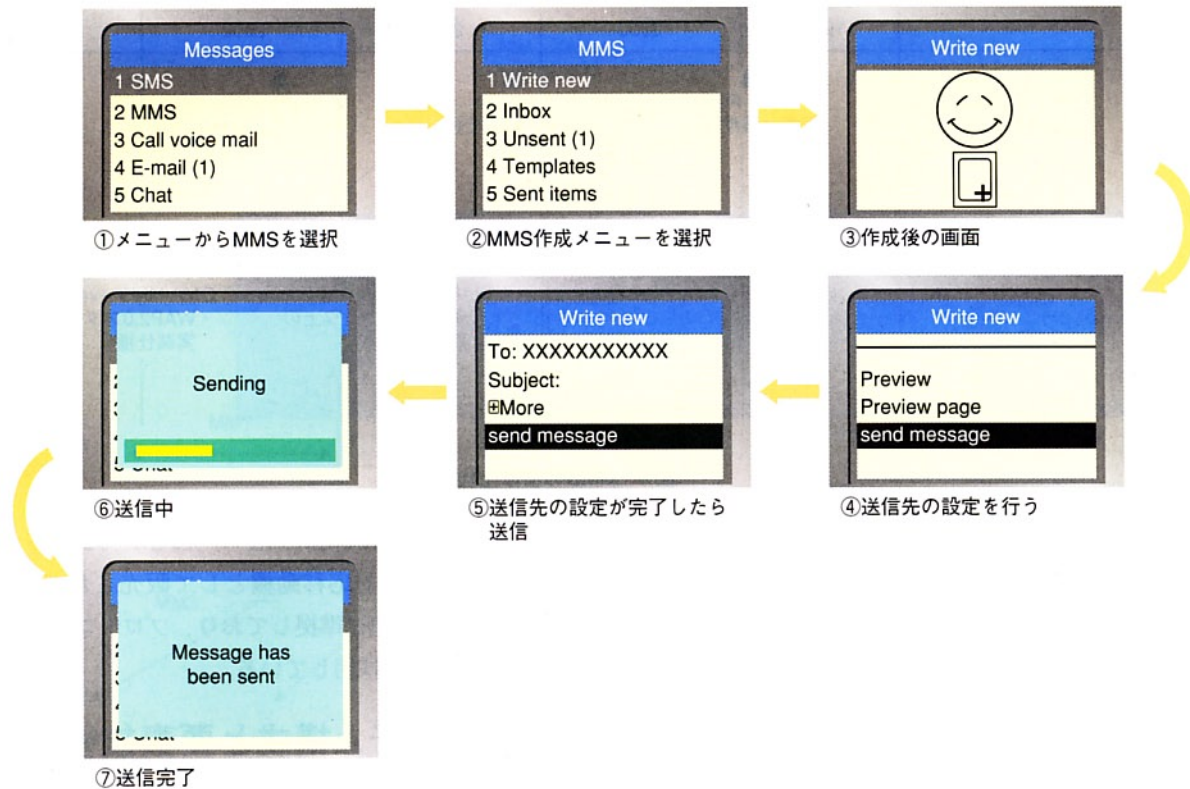 Messages
1 SMS
2 MMS
3 Call voice mail
4 E-mail (1)
5 Chat
①メニューからMMSを選択
MMS
1 Write new
2 Inbox
3 Unsent (1)
4 Templates
5 Sent items
②MMS作成メニューを選択
Write new
③作成後の画面
Write new
Preview
Preview page
send message
④送信先の設定を行う
Write new
To: XXXXXXXXXXX
Subject:
⊞More
send message
⑤送信先の設定が完了したら
送信
Sending
⑥送信中
Message has
been sent
⑦送信完了